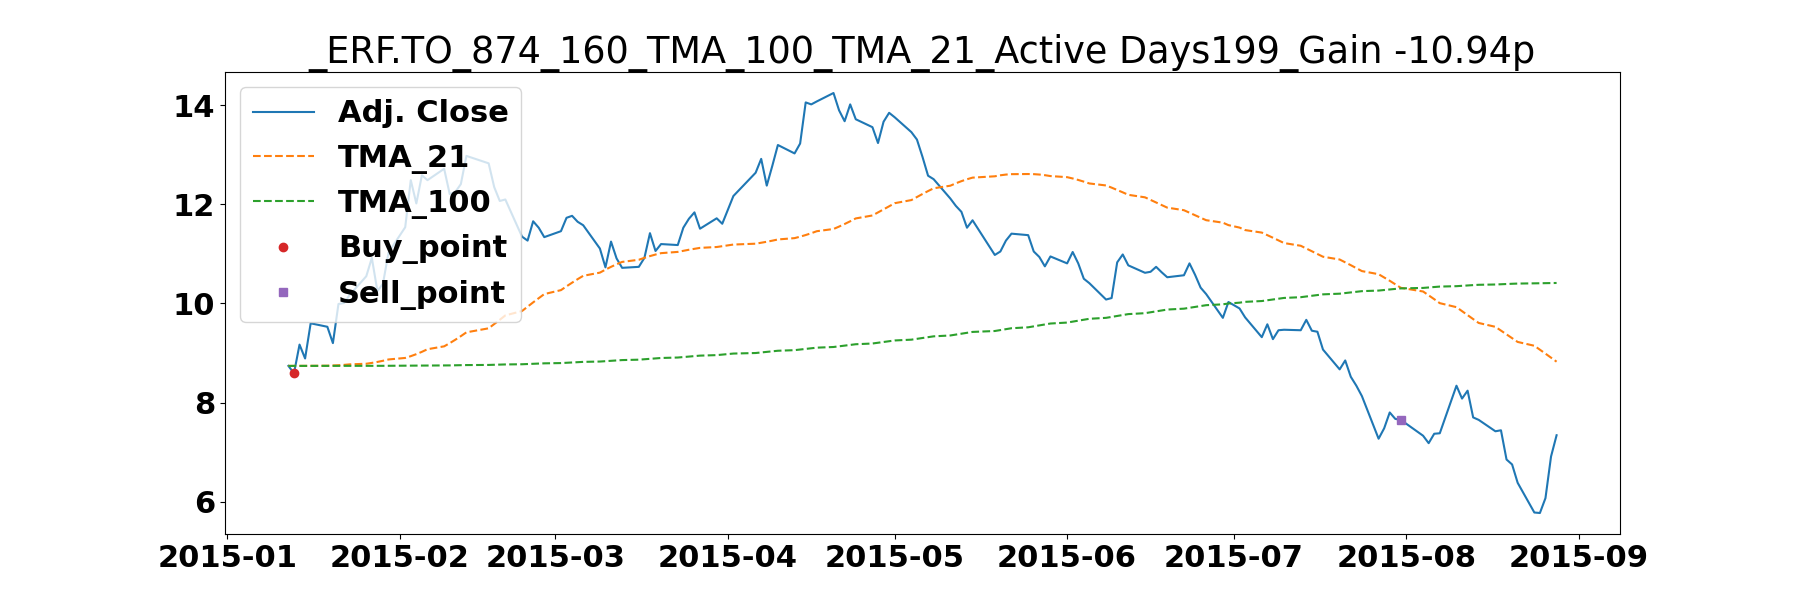 _ERF.TO_874_160_TMA_100_TMA_21_Active Days199_Gain -10.94p
14
12
10
8
6
Adj. Close
TMA_21
TMA_100
Buy_point
Sell_point
2015-01 2015-02 2015-03 2015-04 2015-05 2015-06 2015-07 2015-08 2015-09